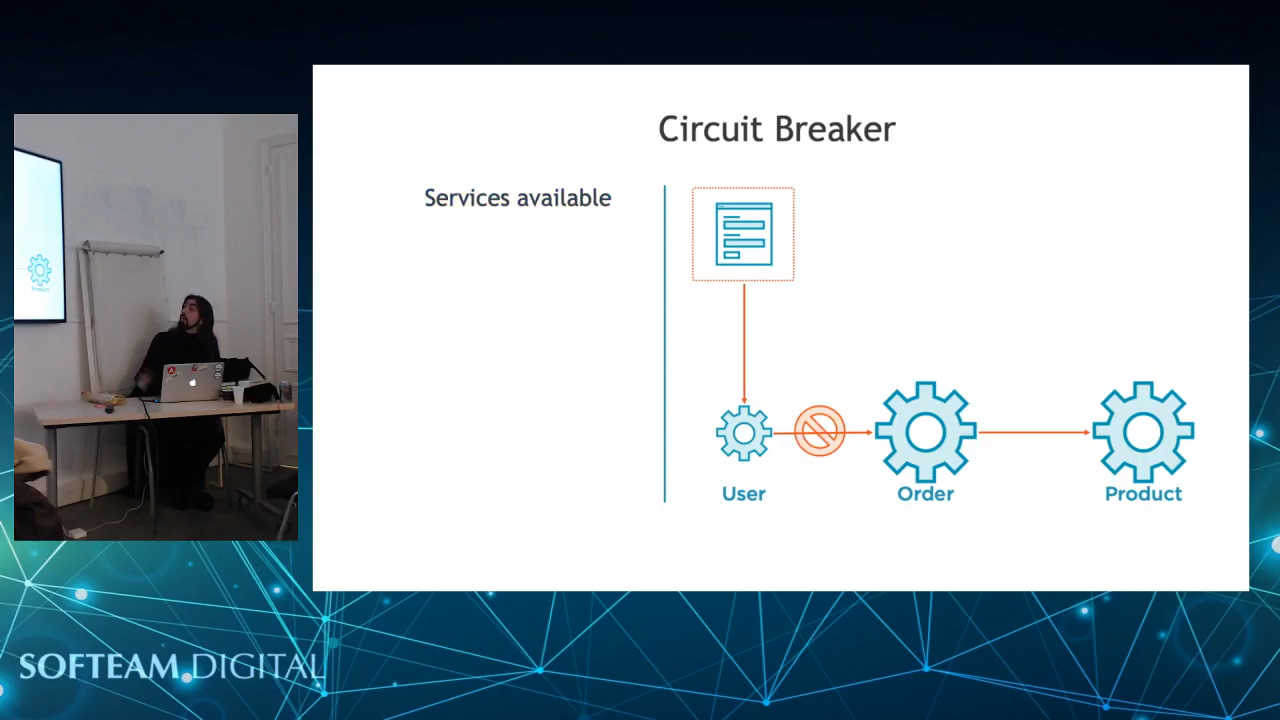 Circuit Breaker
Services available
User
Order
Product
SOFTEAM DIGITAL